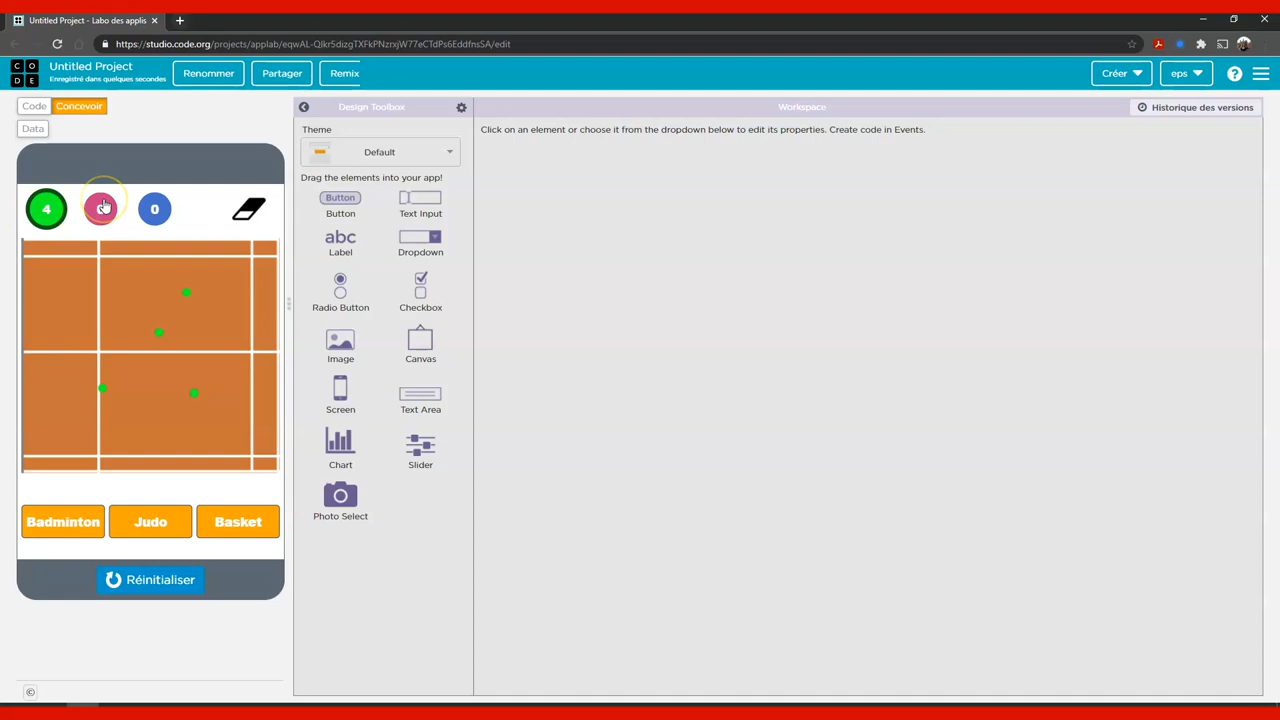 Untitled Project - Labo des applis
https://studio.code.org/projects/applab/eqwAL-QIkr5dizgTXFkPNzrxjW77eCTdPs6EddfnsSA/edit
C O
D E
Untitled Project
Enregistré dans quelques secondes
Renommer
Partager
Remix
Créer
eps
Code
Concevoir
Data
Design Toolbox
Workspace
Historique des versions
Theme
Default
Click on an element or choose it from the dropdown below to edit its properties. Create code in Events.
Drag the elements into your app!
Button
Button
Text Input
abc
Label
Dropdown
Radio Button
Checkbox
Image
Canvas
Screen
Text Area
Chart
Slider
Photo Select
4
0
Badminton
Judo
Basket
Réinitialiser
©